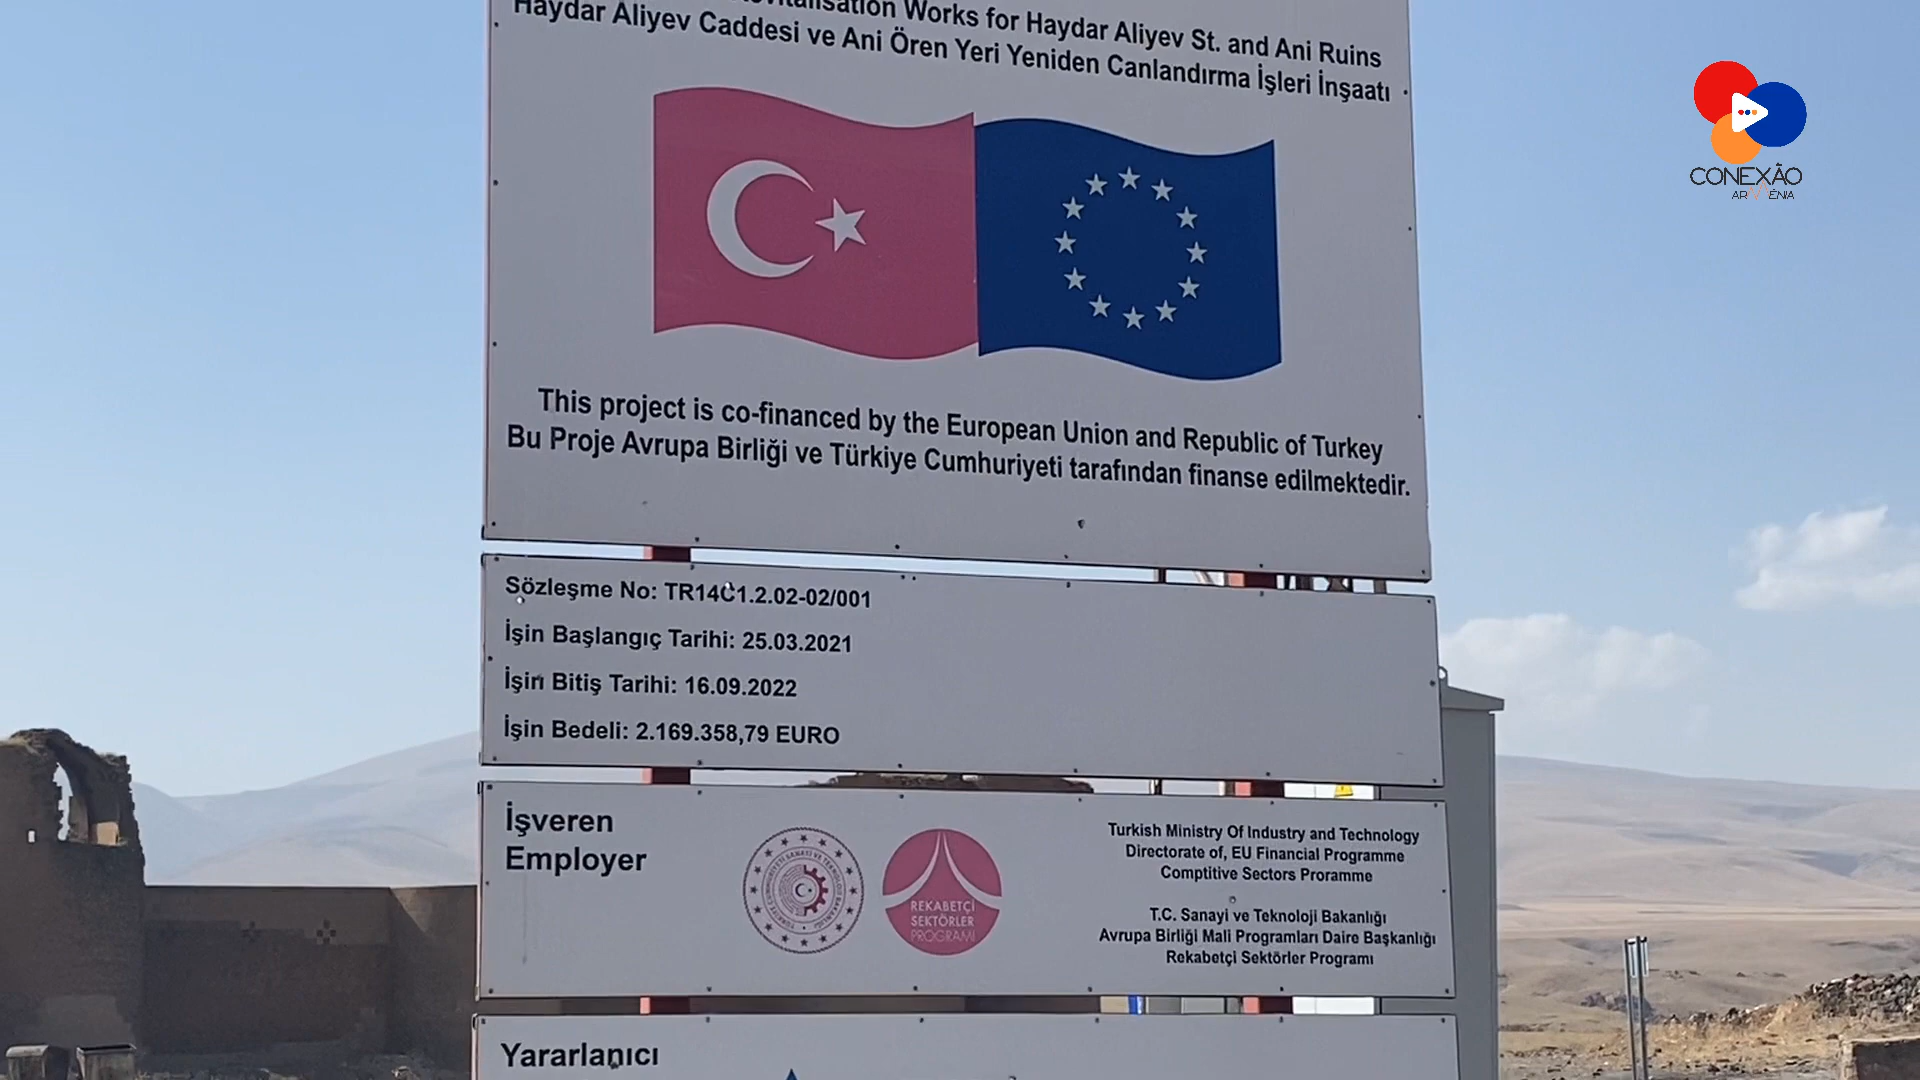 Works for Haydar Aliyev St. and Ani Ruins
Haydar Aliyev Caddesi ve Ani Ören Yeri Yeniden Canlandırma İşleri İnşaatı
This project is co-financed by the European Union and Republic of Turkey
Bu Proje Avrupa Birliği ve Türkiye Cumhuriyeti tarafından finanse edilmektedir.
Sözleşme No: TR14C1.2.02-02/001
İşin Başlangıç Tarihi: 25.03.2021
İşin Bitiş Tarihi: 16.09.2022
İşin Bedeli: 2.169.358,79 EURO
İşveren
Employer
REKABETÇİ
SEKTÖRLER
PROGRAMI
Turkish Ministry Of Industry and Technology
Directorate of, EU Financial Programme
Comptitive Sectors Proramme
T.C. Sanayi ve Teknoloji Bakanlığı
Avrupa Birliği Mali Programları Daire Başkanlığı
Rekabetçi Sektörler Programı
Yararlanıcı
CONEXÃO
ARMÊNIA